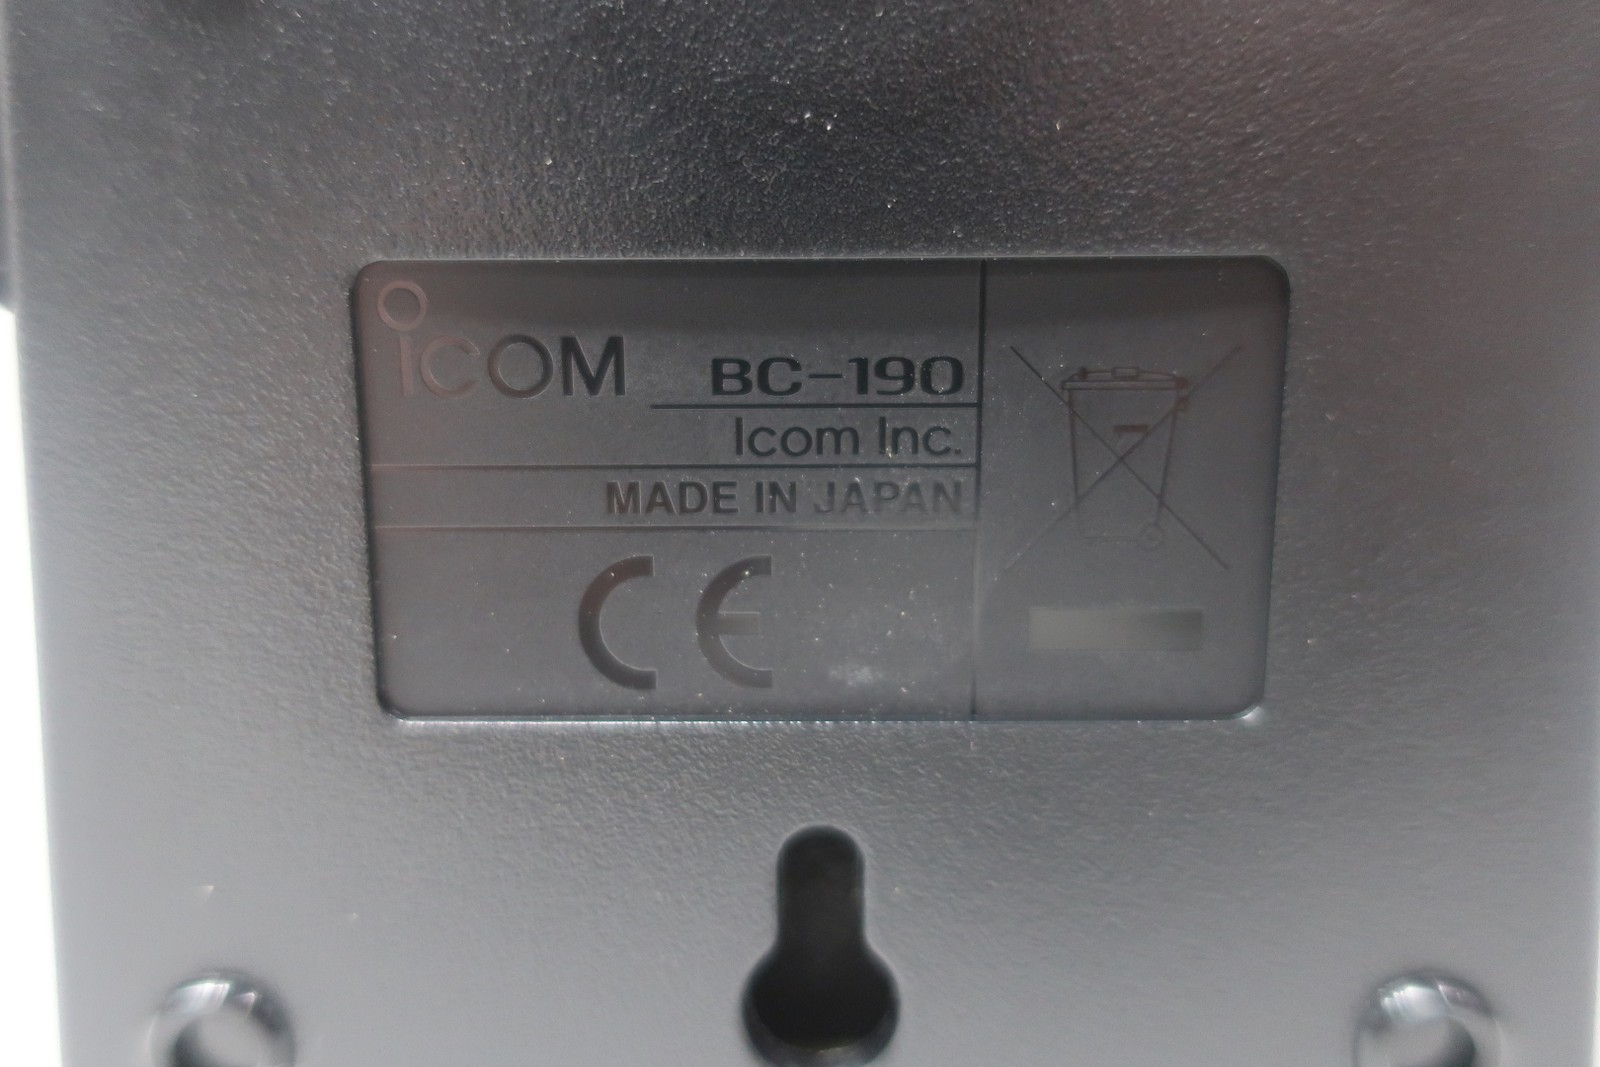 iCOM BC-190
Icom Inc.
MADE IN JAPAN
CE